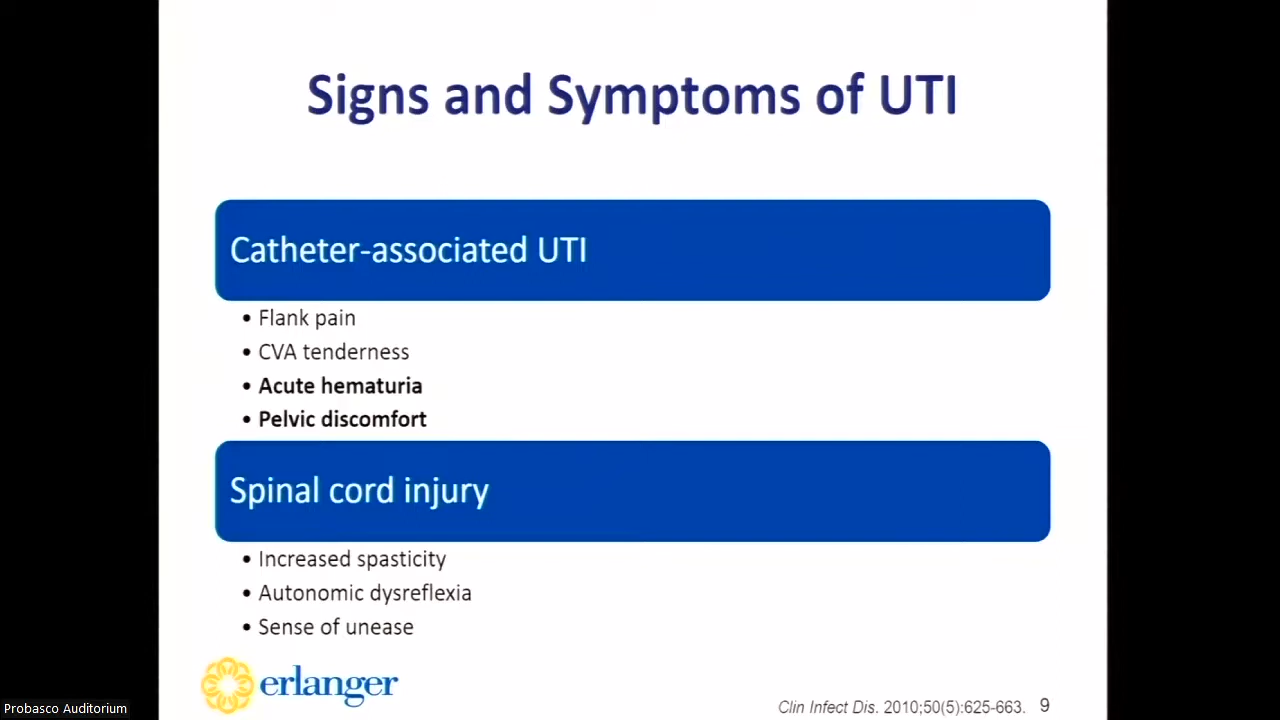 Signs and Symptoms of UTI
Catheter-associated UTI
• Flank pain
• CVA tenderness
• Acute hematuria
• Pelvic discomfort
Spinal cord injury
• Increased spasticity
• Autonomic dysreflexia
• Sense of unease
erlanger
Clin Infect Dis. 2010;50(5):625-663. 9
Probasco Auditorium